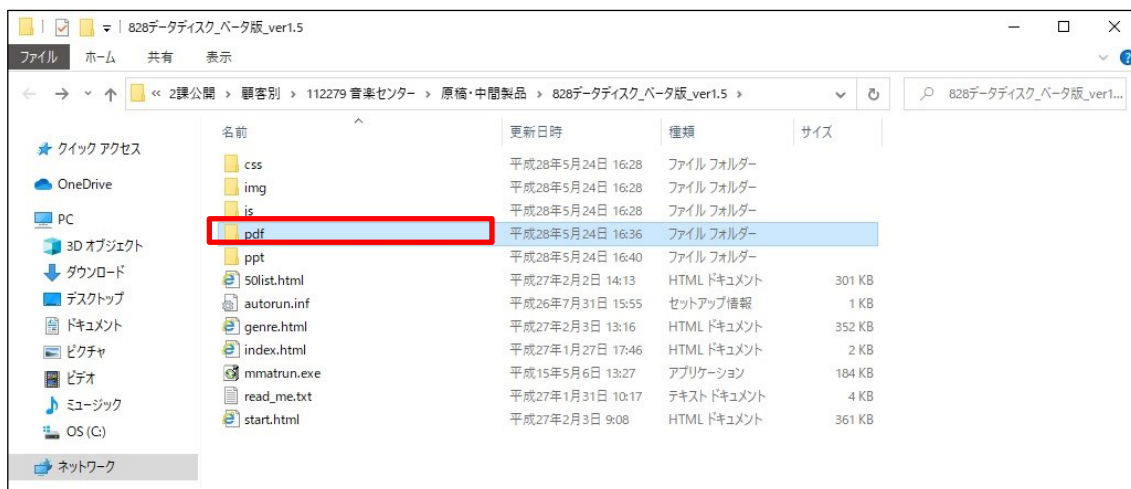 828データディスク_ベータ版_ver1.5
ファイル ホーム 共有 表示
« 2課公開 › 顧客別 › 112279 音楽センター › 原稿・中間製品 › 828データディスク_ベータ版_ver1.5 ›
828データディスク_ベータ版_ver1...
名前 更新日時 種類 サイズ
クイック アクセス
OneDrive
PC
3D オブジェクト
ダウンロード
デスクトップ
ドキュメント
ピクチャ
ビデオ
ミュージック
OS (C:)
ネットワーク
css 平成28年5月24日 16:28 ファイル フォルダー
img 平成28年5月24日 16:28 ファイル フォルダー
js 平成28年5月24日 16:28 ファイル フォルダー
pdf 平成28年5月24日 16:36 ファイル フォルダー
ppt 平成28年5月24日 16:40 ファイル フォルダー
50list.html 平成27年2月2日 14:13 HTML ドキュメント 301 KB
autorun.inf 平成26年7月31日 15:55 セットアップ情報 1 KB
genre.html 平成27年2月3日 13:16 HTML ドキュメント 352 KB
index.html 平成27年1月27日 17:46 HTML ドキュメント 2 KB
mmatrun.exe 平成15年5月6日 13:27 アプリケーション 184 KB
read_me.txt 平成27年1月31日 10:17 テキスト ドキュメント 4 KB
start.html 平成27年2月3日 9:08 HTML ドキュメント 361 KB